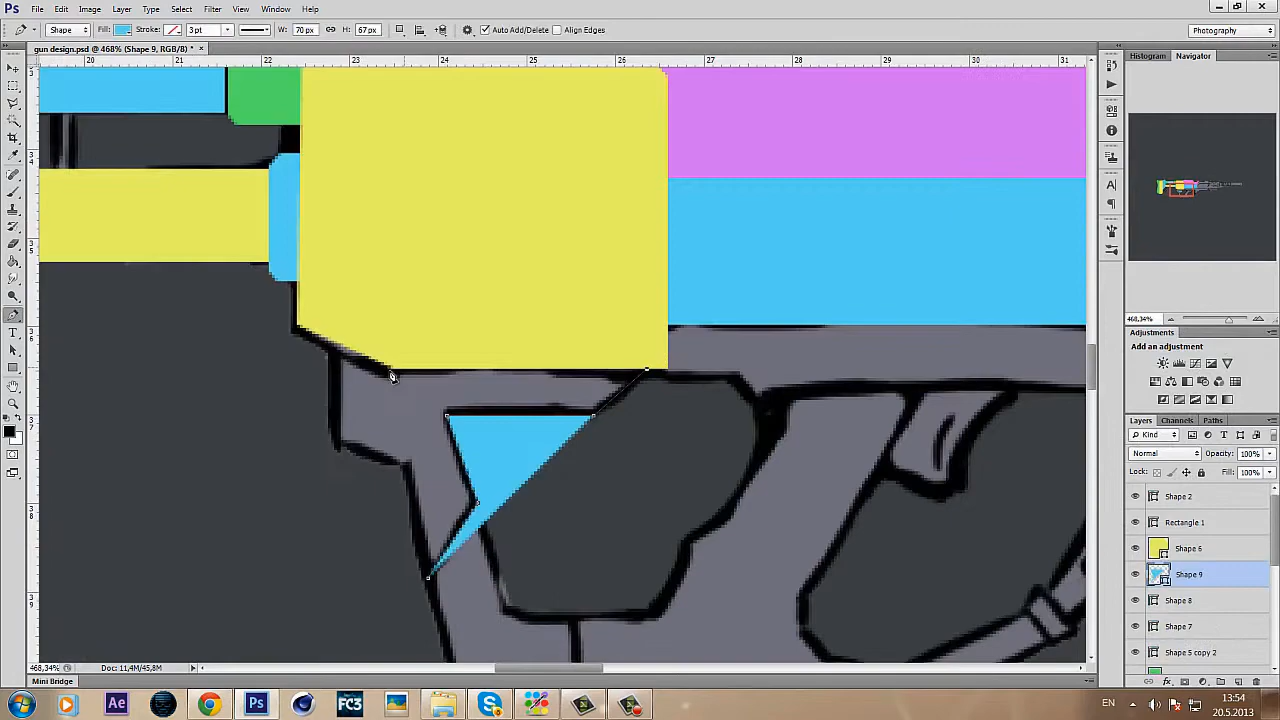 Ps File Edit Image Layer Type Select Filter View Window Help
Shape Fill: Stroke: 3 pt W: 70 px H: 67 px Auto Add/Delete Align Edges Photography
gun design.psd @ 468% (Shape 9, RGB/8) *
20 21 22 23 24 25 26 27 28 29 30 31
Histogram Navigator
468,34%
Adjustments
Add an adjustment
Layers Channels Paths
Kind
Normal Opacity: 100%
Lock: Fill: 100%
Shape 2
Rectangle 1
Shape 6
Shape 9
Shape 8
Shape 7
Shape 5 copy 2
468,34% Doc: 11,4M/45,8M
Mini Bridge
Ae Ps FC3 EN 13:54
20.5.2013